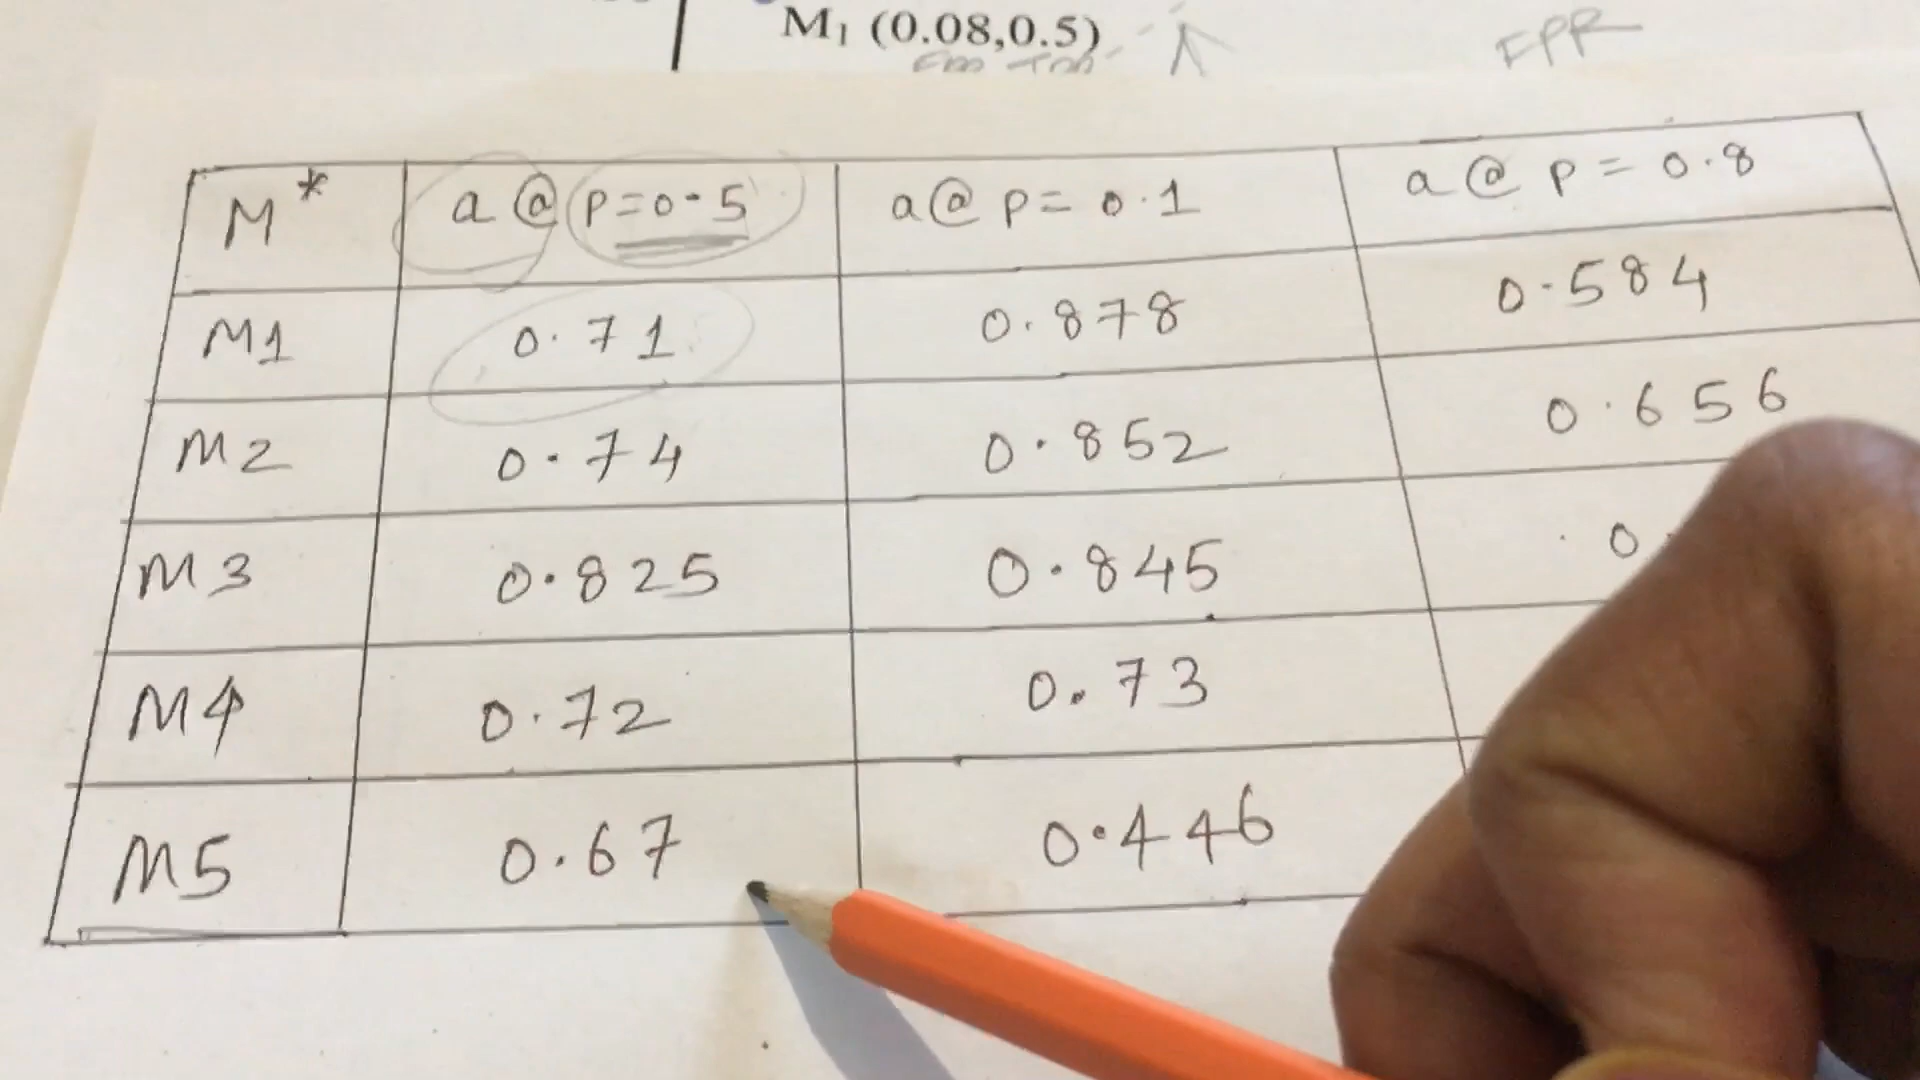 M₁ (0.08,0.5)
FPR
M* a @ p=0.5 a @ p = 0.1 a @ p = 0.8
M1 0.71 0.878 0.584
M2 0.74 0.852 0.656
M3 0.825 0.845 0.
M4 0.72 0.73
M5 0.67 0.446